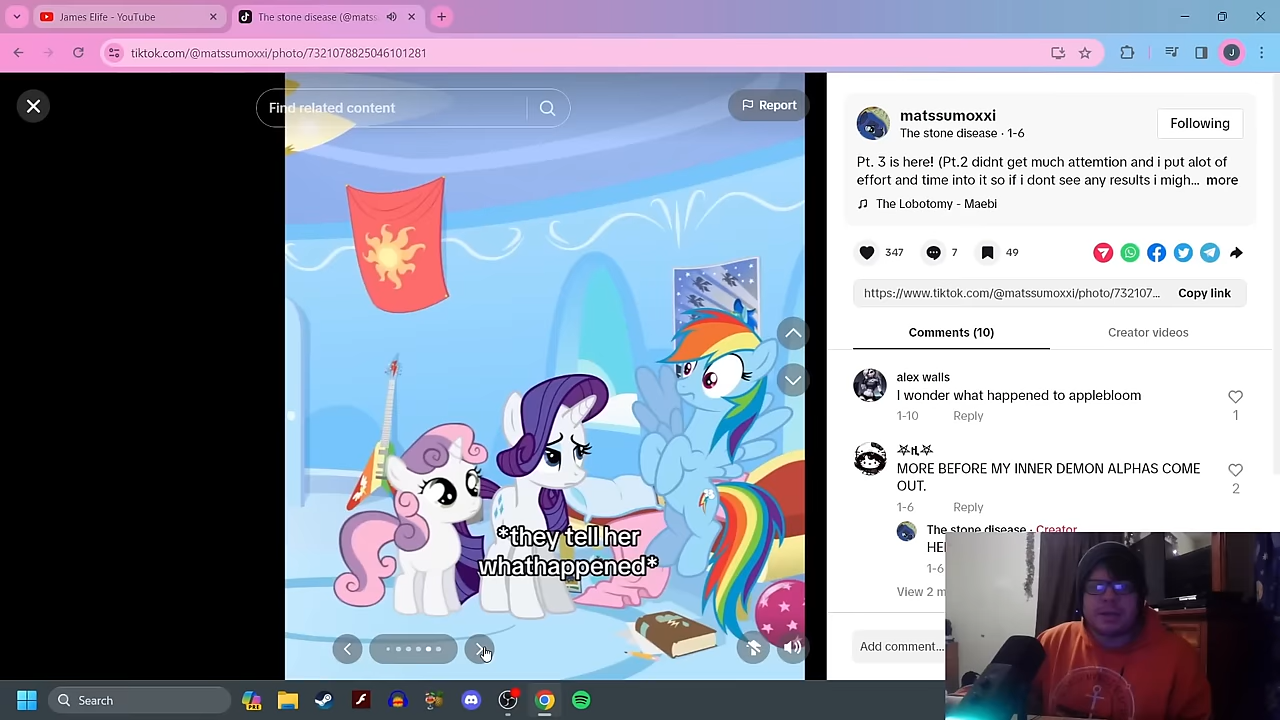 James Elife - YouTube
The stone disease (@matss
tiktok.com/@matssumoxxi/photo/7321078825046101281
J
Find related content
Report
*they tell her
whathappened*
matssumoxxi
The stone disease · 1-6
Following
Pt. 3 is here! (Pt.2 didnt get much attemtion and i put alot of
effort and time into it so if i dont see any results i migh... more
The Lobotomy - Maebi
347
7
49
https://www.tiktok.com/@matssumoxxi/photo/732107...
Copy link
Comments (10)
Creator videos
alex walls
I wonder what happened to applebloom
1-10
Reply
1
MORE BEFORE MY INNER DEMON ALPHAS COME
OUT.
1-6
Reply
2
The stone disease · Creator
HE
1-6
View 2 m
Add comment...
Search
PRE